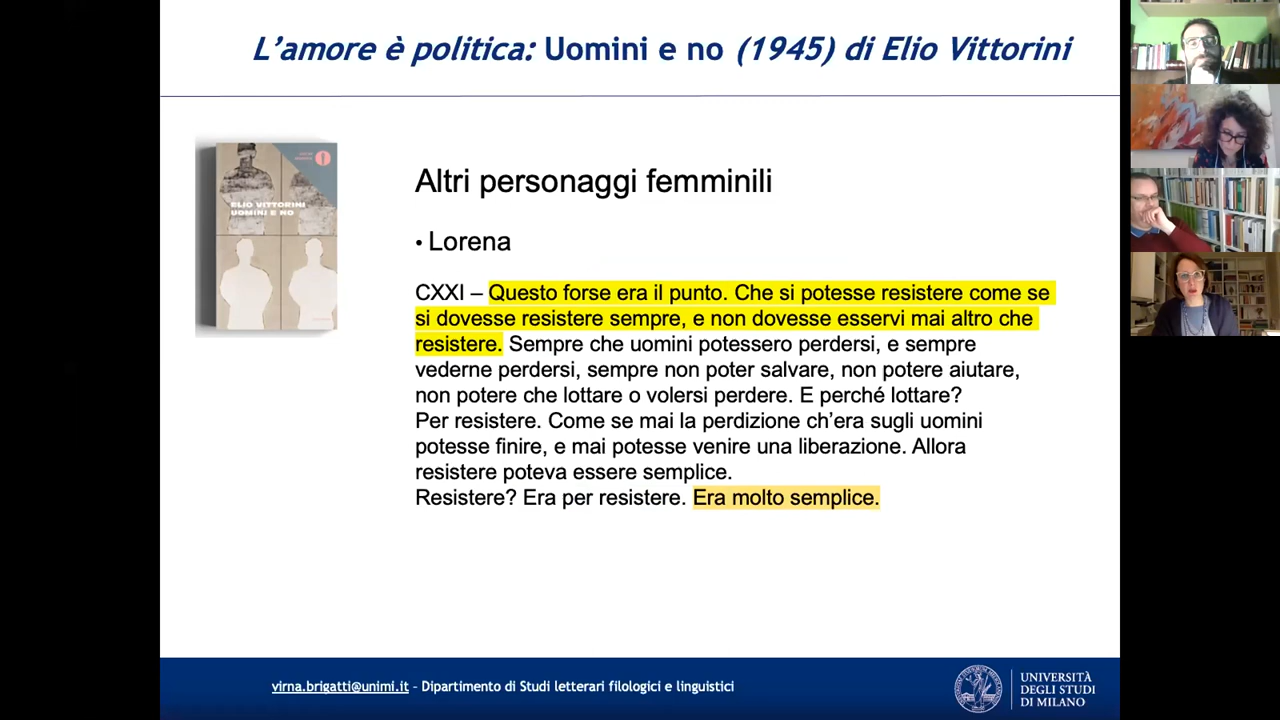 L'amore è politica: Uomini e no (1945) di Elio Vittorini
ELIO VITTORINI
UOMINI E NO
Altri personaggi femminili
• Lorena
CXXI – Questo forse era il punto. Che si potesse resistere come se
si dovesse resistere sempre, e non dovesse esservi mai altro che
resistere. Sempre che uomini potessero perdersi, e sempre
vederne perdersi, sempre non poter salvare, non potere aiutare,
non potere che lottare o volersi perdere. E perché lottare?
Per resistere. Come se mai la perdizione ch'era sugli uomini
potesse finire, e mai potesse venire una liberazione. Allora
resistere poteva essere semplice.
Resistere? Era per resistere. Era molto semplice.
virna.brigatti@unimi.it – Dipartimento di Studi letterari filologici e linguistici
UNIVERSITÀ
DEGLI STUDI
DI MILANO